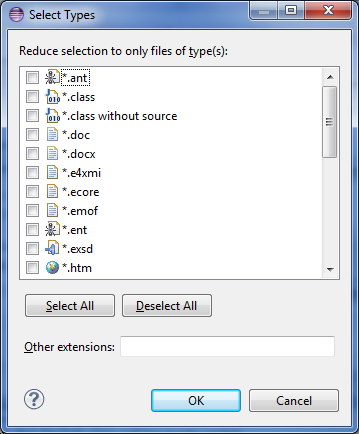 Select Types
Reduce selection to only files of type(s):
*.ant
*.class
*.class without source
*.doc
*.docx
*.e4xmi
*.ecore
*.emof
*.ent
*.exsd
*.htm
Select All Deselect All
Other extensions:
OK Cancel